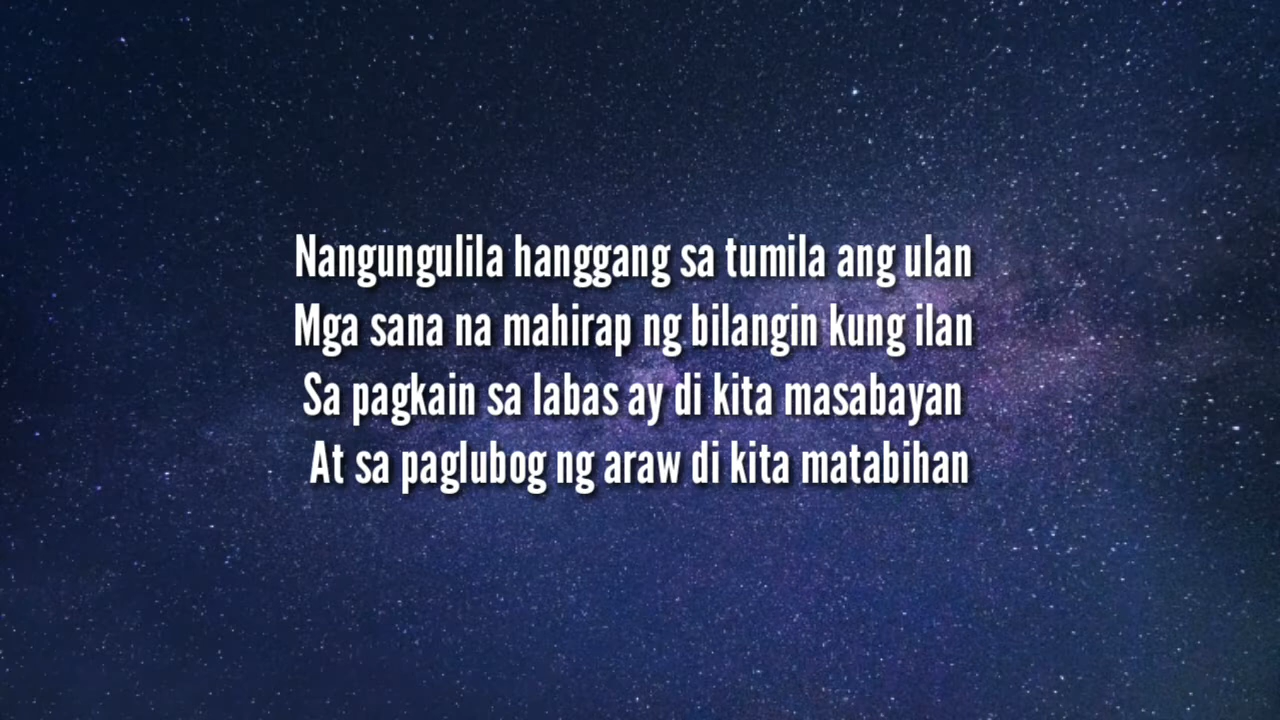 Nangungulila hanggang sa tumila ang ulan
Mga sana na mahirap ng bilangin kung ilan
Sa pagkain sa labas ay di kita masabayan
At sa paglubog ng araw di kita matabihan